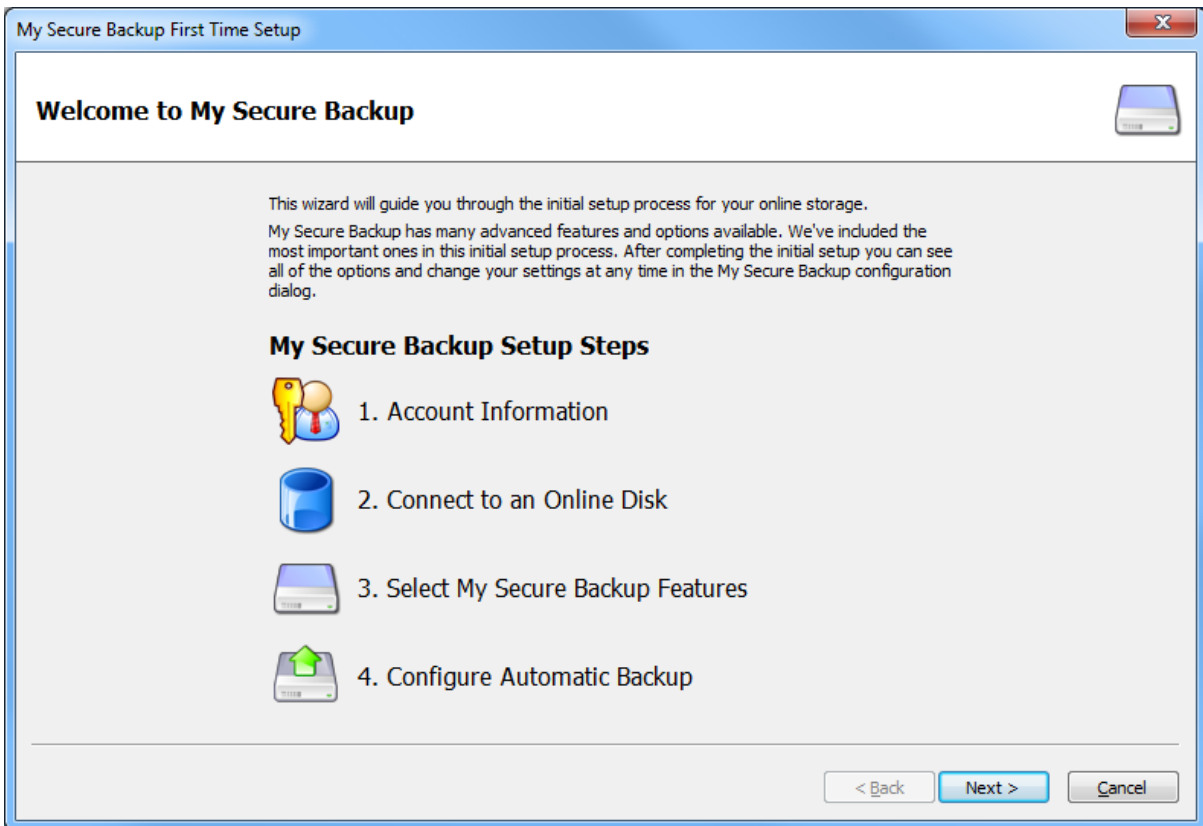 My Secure Backup First Time Setup
Welcome to My Secure Backup
This wizard will guide you through the initial setup process for your online storage.
My Secure Backup has many advanced features and options available. We've included the
most important ones in this initial setup process. After completing the initial setup you can see
all of the options and change your settings at any time in the My Secure Backup configuration
dialog.
My Secure Backup Setup Steps
1. Account Information
2. Connect to an Online Disk
3. Select My Secure Backup Features
4. Configure Automatic Backup
< Back Next > Cancel